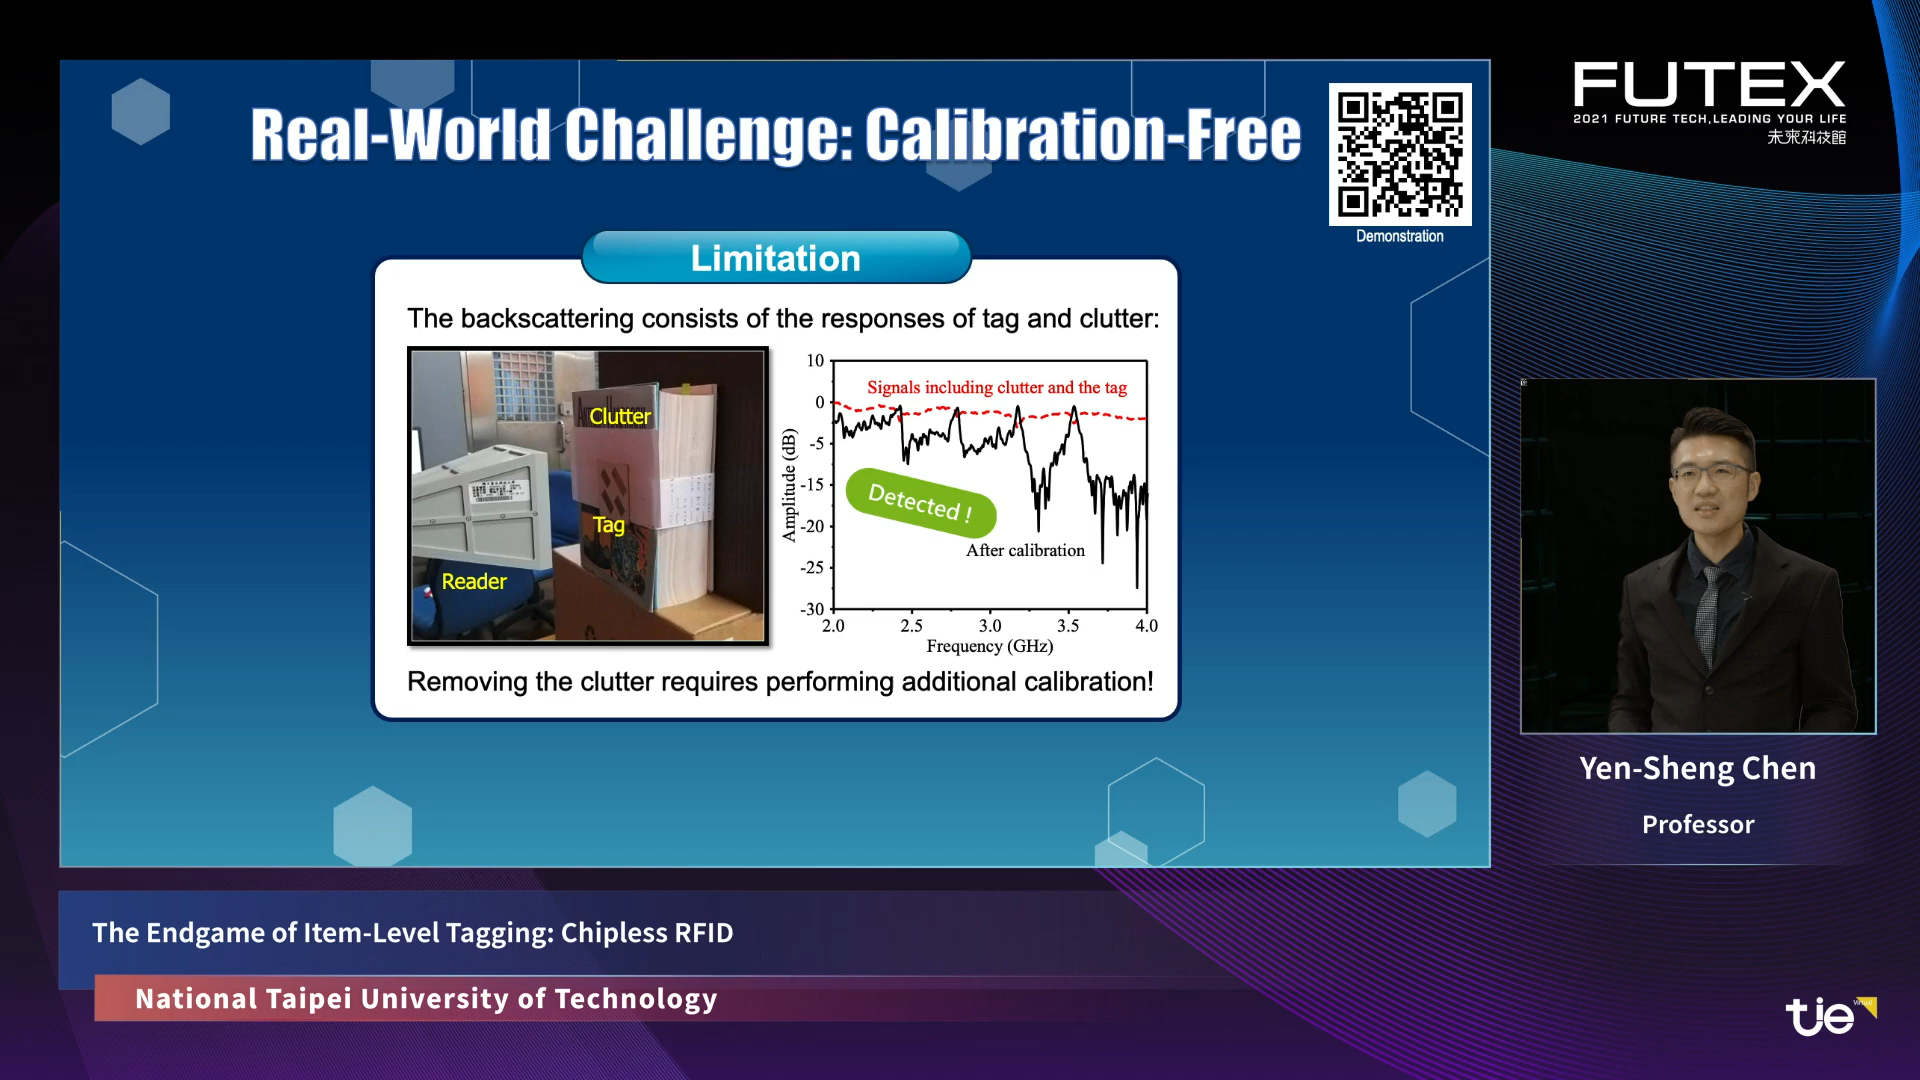 Real-World Challenge: Calibration-Free
Demonstration
Limitation
The backscattering consists of the responses of tag and clutter:
Clutter
Tag
Reader
10
0
-5
-15
-20
-25
-30
Amplitude (dB)
Signals including clutter and the tag
Detected !
After calibration
2.0 2.5 3.0 3.5 4.0
Frequency (GHz)
Removing the clutter requires performing additional calibration!
FUTEX
2021 FUTURE TECH,LEADING YOUR LIFE
未來科技館
Yen-Sheng Chen
Professor
The Endgame of Item-Level Tagging: Chipless RFID
National Taipei University of Technology
tie
Virtual